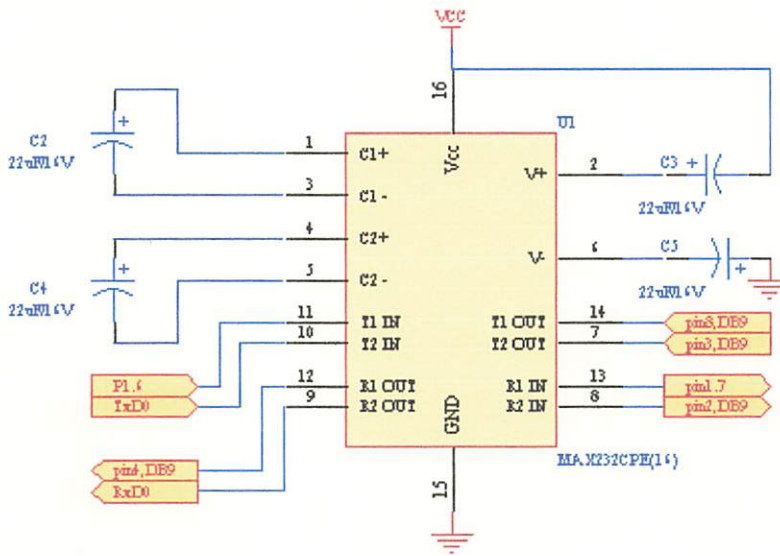 VCC
16
U1
C2
+
22uF/16V
1
C1+
Vcc
V+
2
C3
+
3
C1-
22uF/16V
4
C2+
C4
+
22uF/16V
5
C2-
V-
6
C5
+
22uF/16V
11
T1 IN
T1 OUT
14
pin8,DB9
10
T2 IN
T2 OUT
7
pin3,DB9
P1.6
12
R1 OUT
R1 IN
13
pin1.7
TxD0
9
R2 OUT
R2 IN
8
pin2,DB9
GND
pin4,DB9
RxD0
15
MAX232CPE(16)